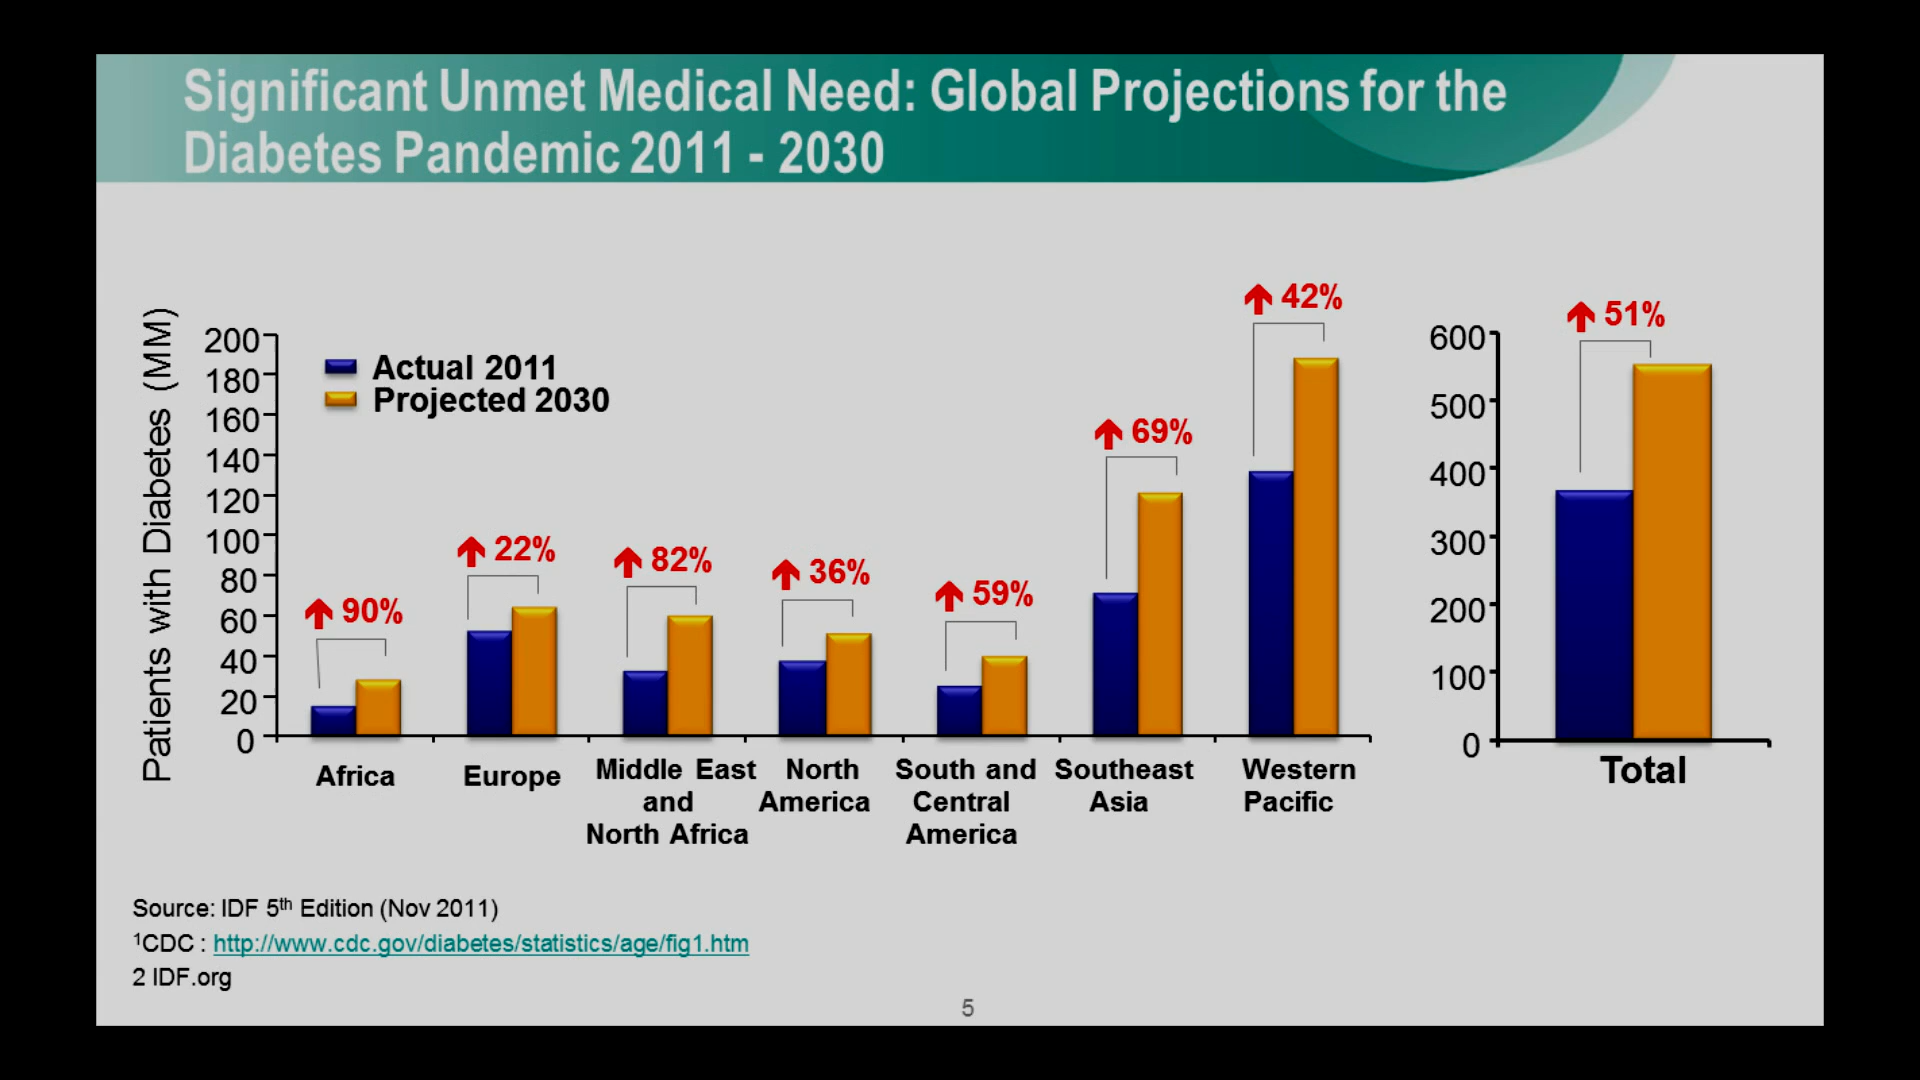 Significant Unmet Medical Need: Global Projections for the
Diabetes Pandemic 2011 - 2030
Patients with Diabetes (MM)
200
180
160
140
120
100
80
60
40
20
0
Actual 2011
Projected 2030
90%
22%
82%
36%
59%
69%
42%
Africa
Europe
Middle East
and
North Africa
North
America
South and
Central
America
Southeast
Asia
Western
Pacific
600
500
400
300
200
100
0
51%
Total
Source: IDF 5th Edition (Nov 2011)
1CDC : http://www.cdc.gov/diabetes/statistics/age/fig1.htm
2 IDF.org
5